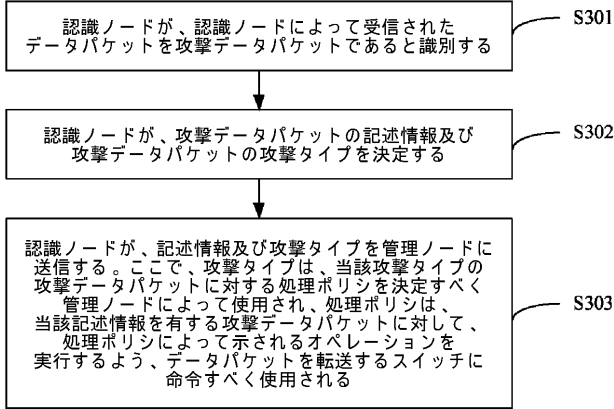 認識ノードが、認識ノードによって受信された
データパケットを攻撃データパケットであると識別する
S301
認識ノードが、攻撃データパケットの記述情報及び
攻撃データパケットの攻撃タイプを決定する
S302
認識ノードが、記述情報及び攻撃タイプを管理ノードに
送信する。ここで、攻撃タイプは、当該攻撃タイプの
攻撃データパケットに対する処理ポリシを決定すべく
管理ノードによって使用され、処理ポリシは、
当該記述情報を有する攻撃データパケットに対して、
処理ポリシによって示されるオペレーションを
実行するよう、データパケットを転送するスイッチに
命令すべく使用される
S303